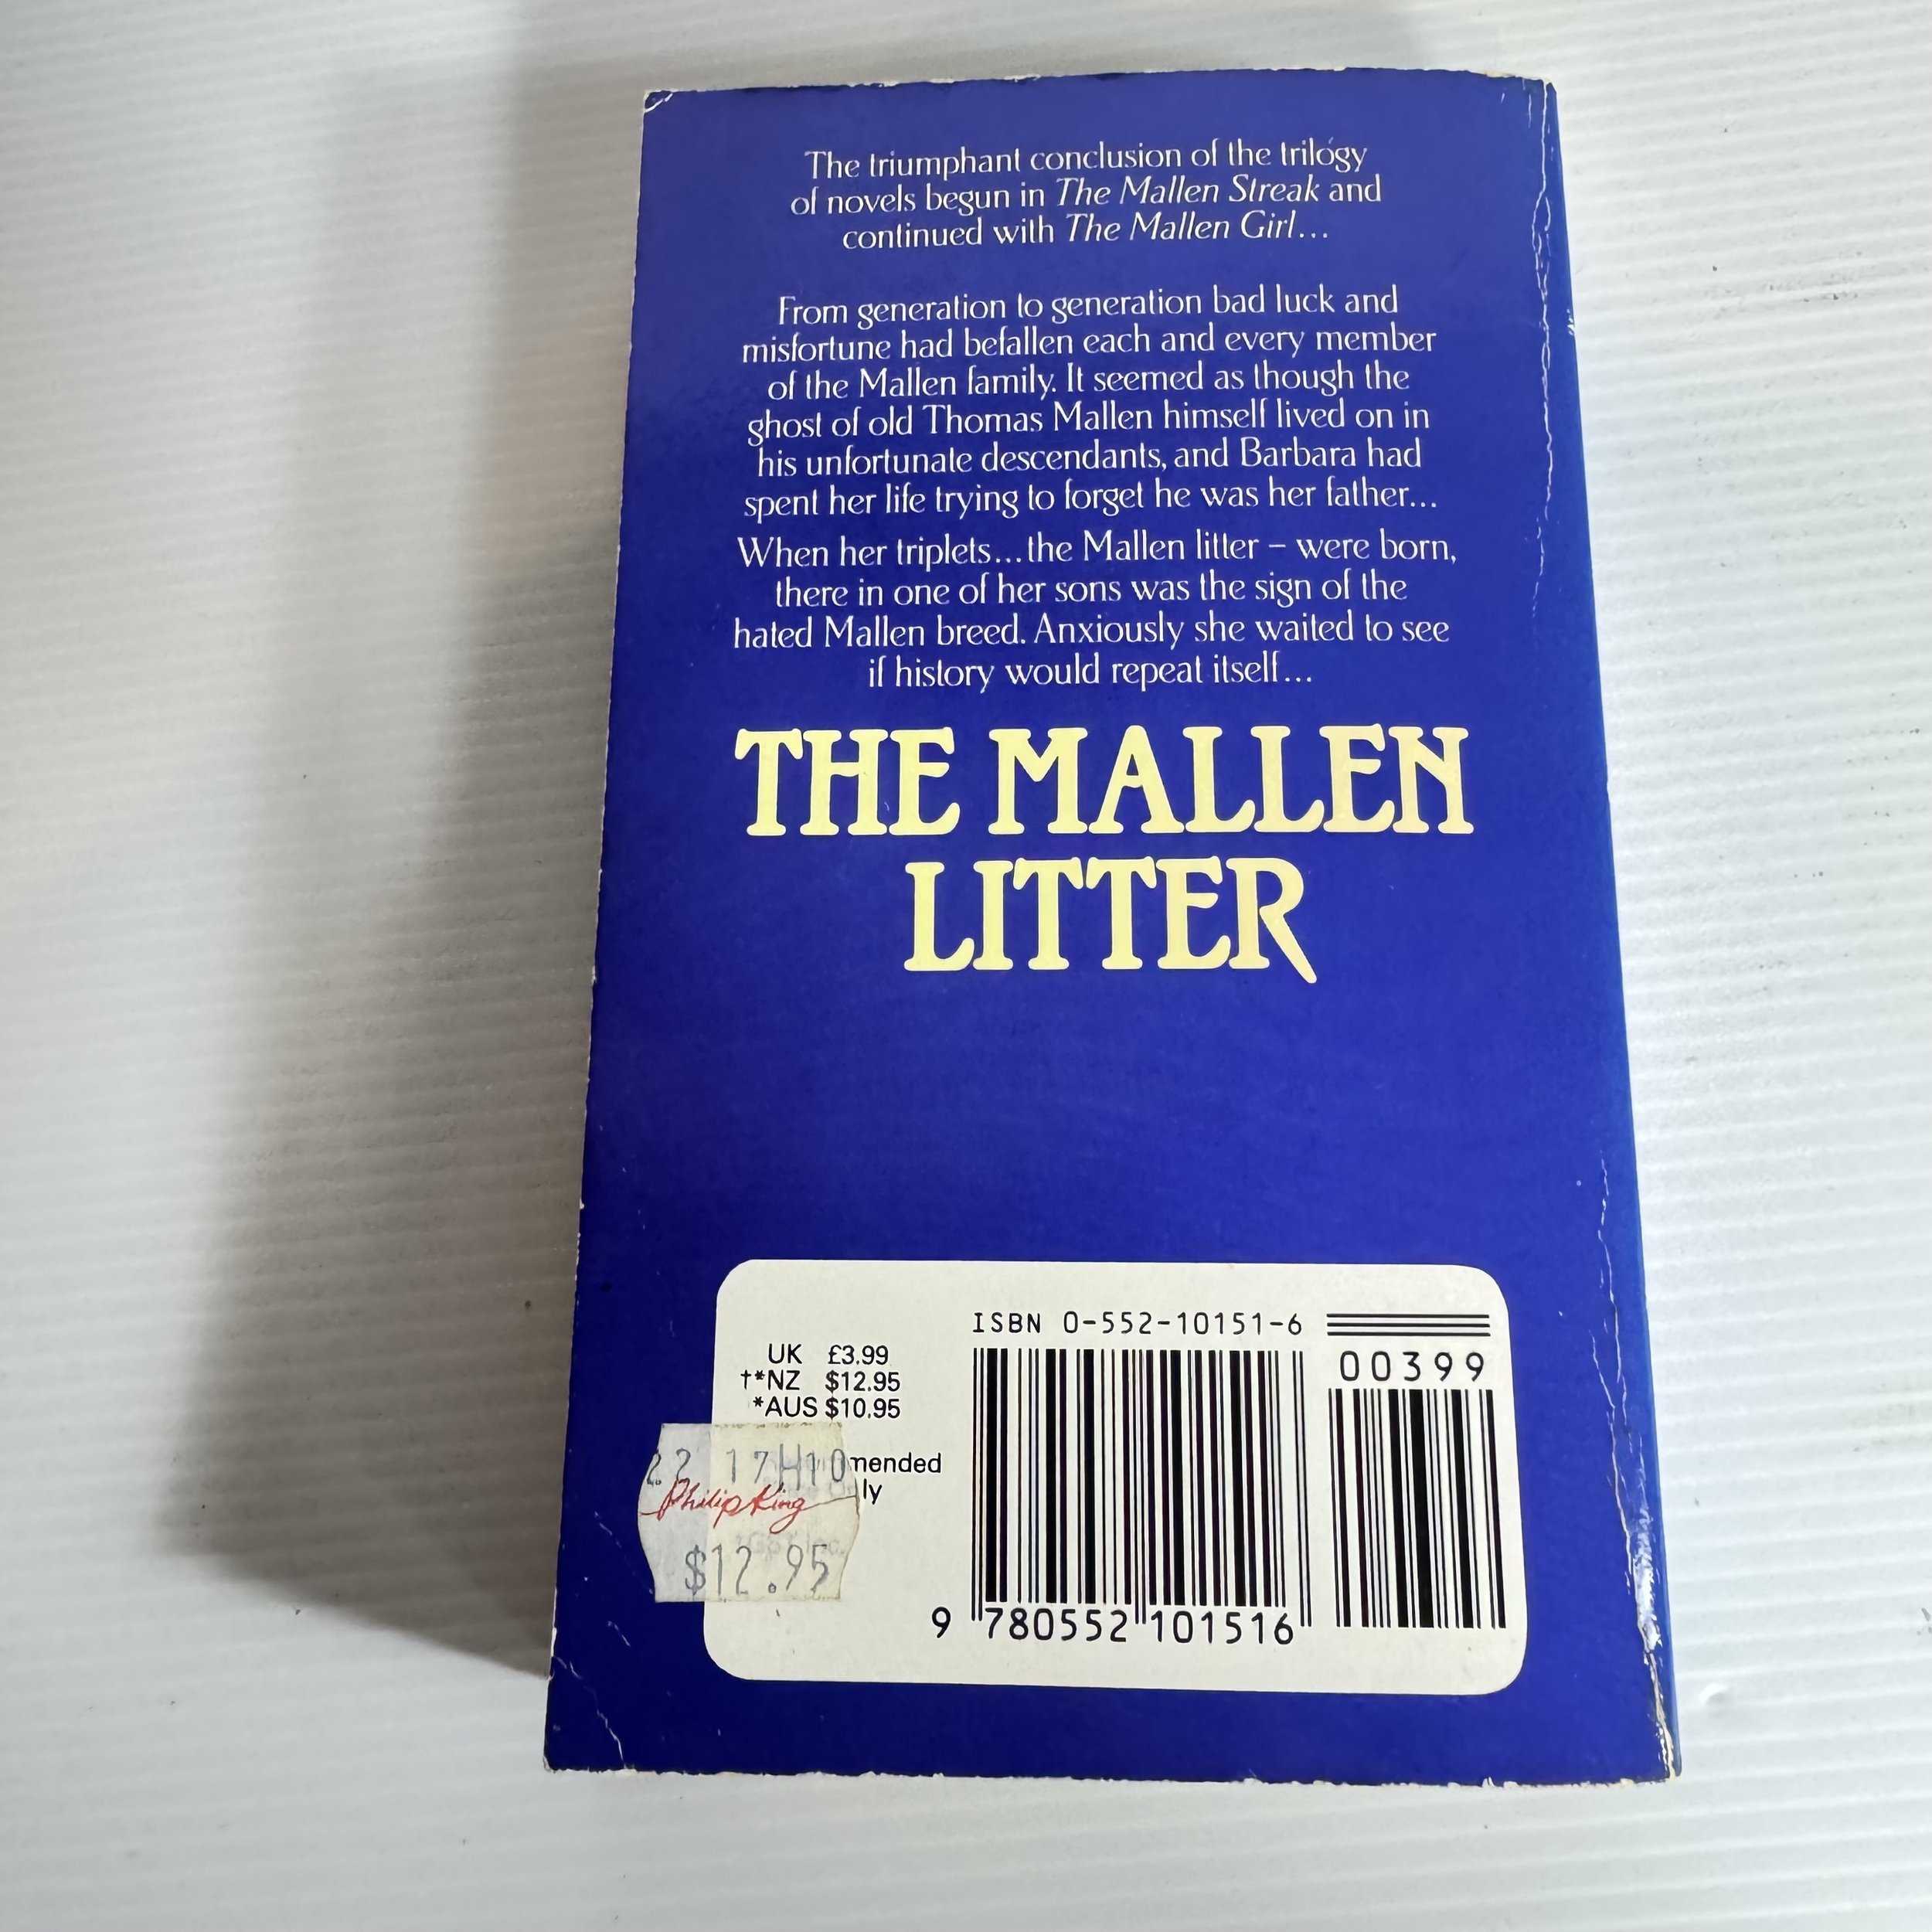 The triumphant conclusion of the trilogy
of novels begun in The Mallen Streak and
continued with The Mallen Girl...
From generation to generation bad luck and
misfortune had befallen each and every member
of the Mallen family. It seemed as though the
ghost of old Thomas Mallen himself lived on in
his unfortunate descendants, and Barbara had
spent her life trying to forget he was her father...
When her triplets...the Mallen litter – were born,
there in one of her sons was the sign of the
hated Mallen breed. Anxiously she waited to see
if history would repeat itself...
THE MALLEN
LITTER
UK £3.99
†*NZ $12.95
*AUS $10.95
mended
ly
22 17H10
Philip King
$12.95
ISBN 0-552-10151-6
00399
9 780552 101516